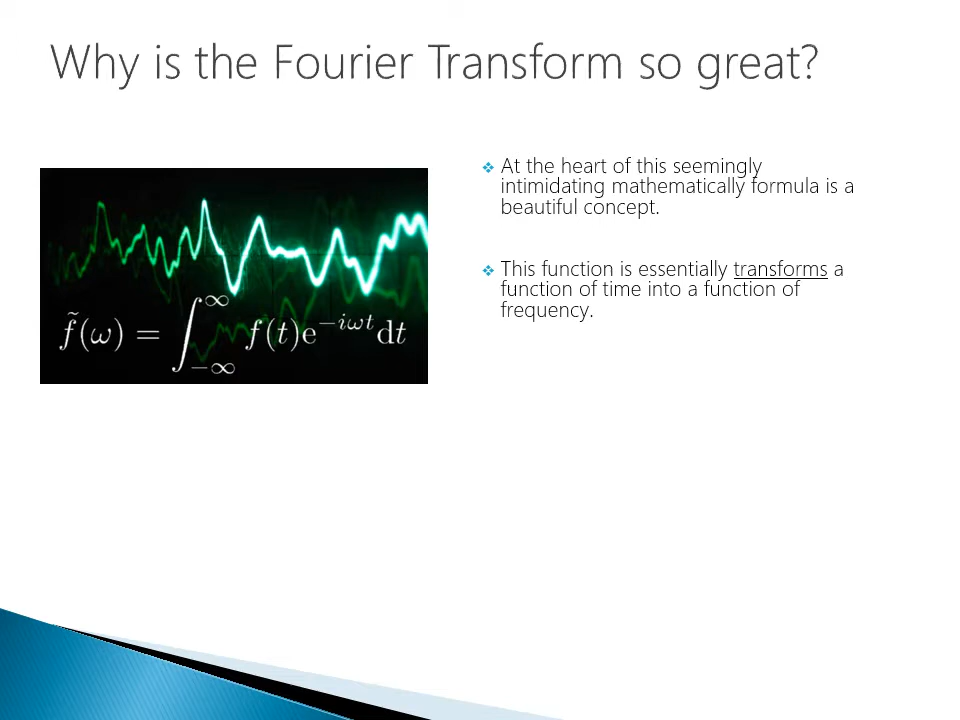 Why is the Fourier Transform so great?
At the heart of this seemingly
intimidating mathematically formula is a
beautiful concept.
This function is essentially transforms a
function of time into a function of
frequency.
f̃(ω) = ∫_{−∞}^{∞} f(t)e^{−iωt}dt